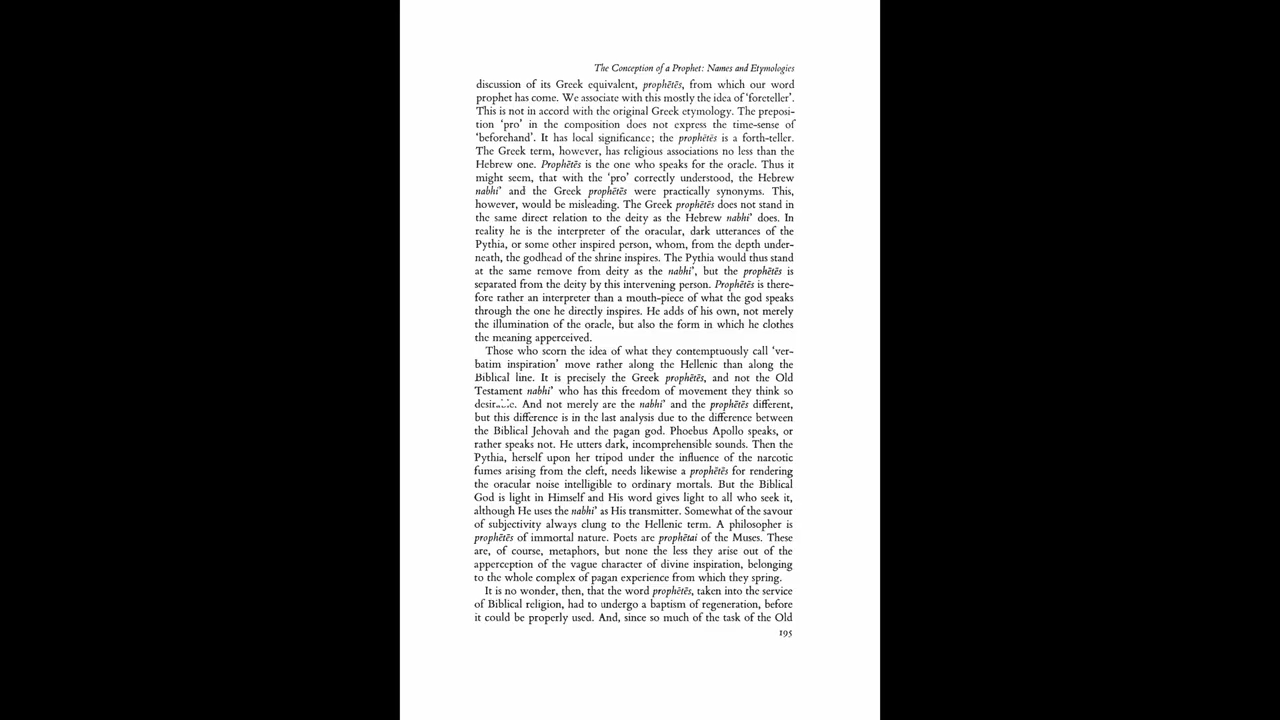 The Conception of a Prophet: Names and Etymologies
discussion of its Greek equivalent, prophētēs, from which our word
prophet has come. We associate with this mostly the idea of 'foreteller'.
This is not in accord with the original Greek etymology. The preposi-
tion 'pro' in the composition does not express the time-sense of
'beforehand'. It has local significance; the prophētēs is a forth-teller.
The Greek term, however, has religious associations no less than the
Hebrew one. Prophētēs is the one who speaks for the oracle. Thus it
might seem, that with the 'pro' correctly understood, the Hebrew
nabhi' and the Greek prophētēs were practically synonyms. This,
however, would be misleading. The Greek prophētēs does not stand in
the same direct relation to the deity as the Hebrew nabhi' does. In
reality he is the interpreter of the oracular, dark utterances of the
Pythia, or some other inspired person, whom, from the depth under-
neath, the godhead of the shrine inspires. The Pythia would thus stand
at the same remove from deity as the nabhi', but the prophētēs is
separated from the deity by this intervening person. Prophētēs is there-
fore rather an interpreter than a mouth-piece of what the god speaks
through the one he directly inspires. He adds of his own, not merely
the illumination of the oracle, but also the form in which he clothes
the meaning apperceived.
Those who scorn the idea of what they contemptuously call 'ver-
batim inspiration' move rather along the Hellenic than along the
Biblical line. It is precisely the Greek prophētēs, and not the Old
Testament nabhi' who has this freedom of movement they think so
And not merely are the nabhi' and the prophētēs different,
but this difference is in the last analysis due to the difference between
the Biblical Jehovah and the pagan god. Phoebus Apollo speaks, or
rather speaks not. He utters dark, incomprehensible sounds. Then the
Pythia, herself upon her tripod under the influence of the narcotic
fumes arising from the cleft, needs likewise a prophētēs for rendering
the oracular noise intelligible to ordinary mortals. But the Biblical
God is light in Himself and His word gives light to all who seek it,
although He uses the nabhi' as His transmitter. Somewhat of the savour
of subjectivity always clung to the Hellenic term. A philosopher is
prophētēs of immortal nature. Poets are prophētai of the Muses. These
are, of course, metaphors, but none the less they arise out of the
apperception of the vague character of divine inspiration, belonging
to the whole complex of pagan experience from which they spring.
It is no wonder, then, that the word prophētēs, taken into the service
of Biblical religion, had to undergo a baptism of regeneration, before
it could be properly used. And, since so much of the task of the Old
195